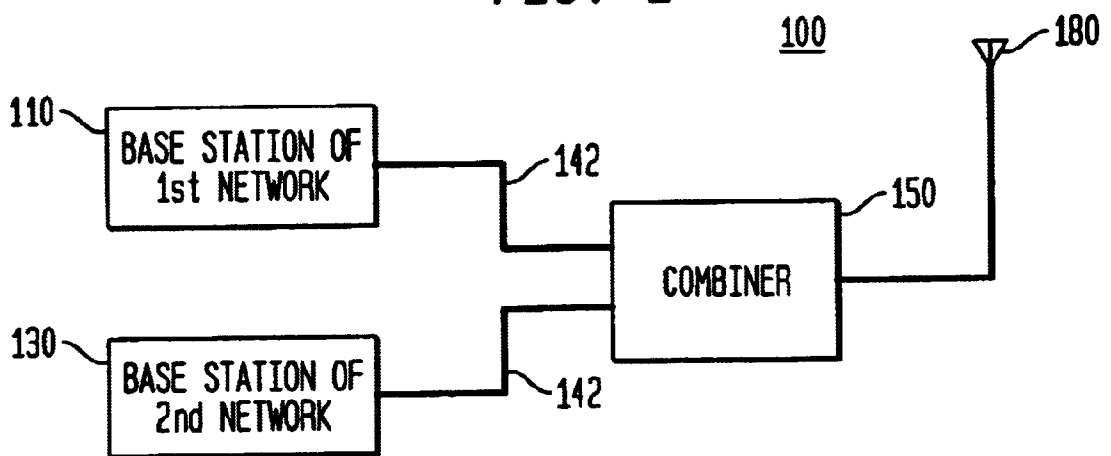 100
180
110
BASE STATION OF
1st NETWORK
142
150
COMBINER
130
BASE STATION OF
2nd NETWORK
142